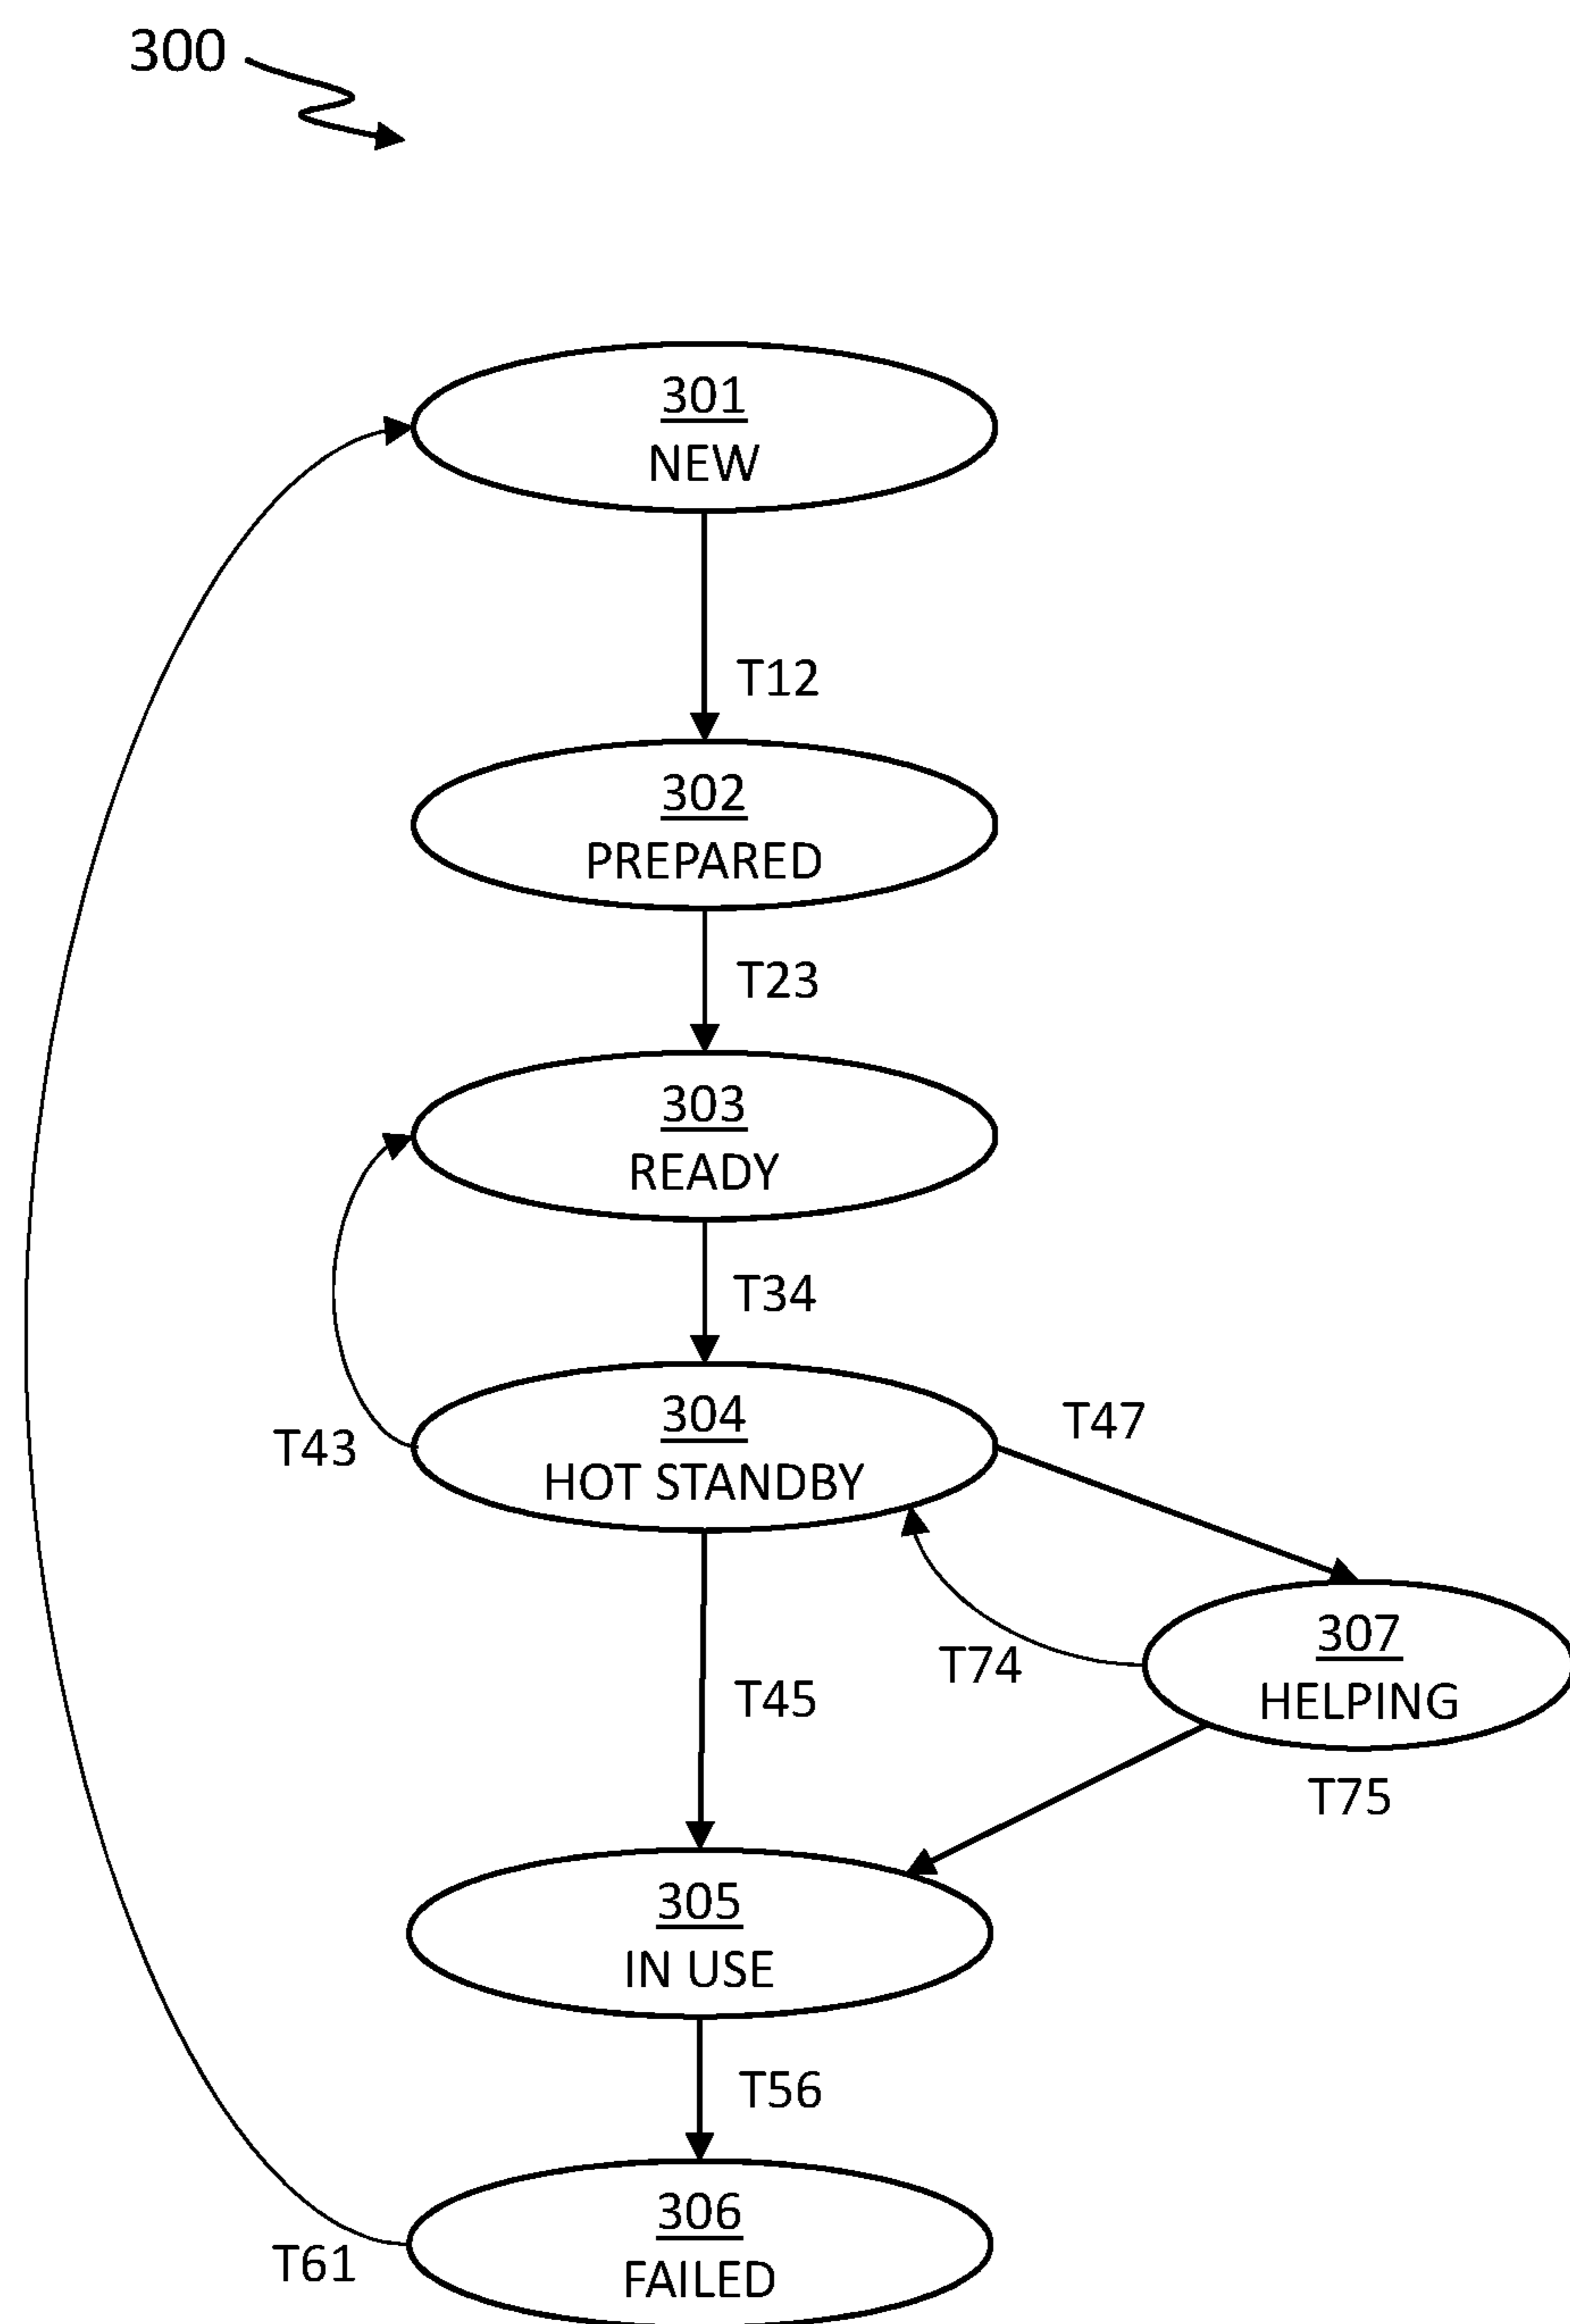 300
301
NEW
T12
302
PREPARED
T23
303
READY
T34
304
HOT STANDBY
T47
T43
307
HELPING
T74
T45
T75
305
IN USE
T56
306
FAILED
T61